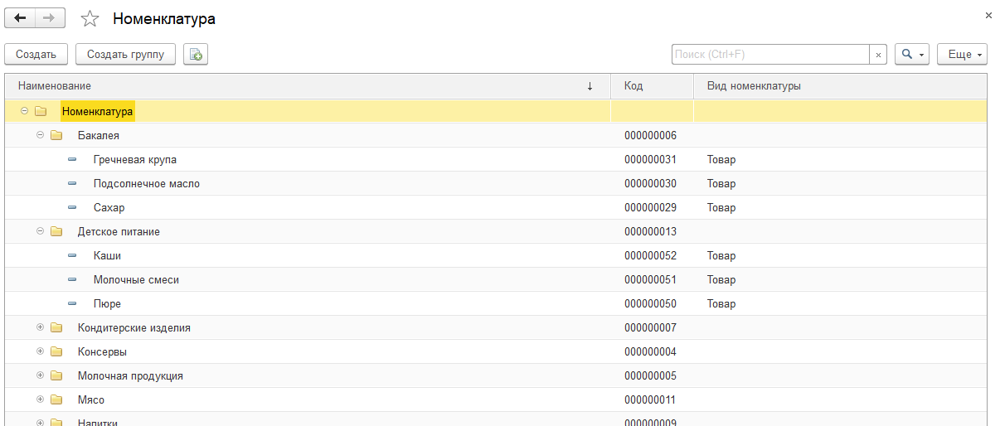 Номенклатура
Создать Создать группу Поиск (Ctrl+F) Еще
Наименование Код Вид номенклатуры
Номенклатура
Бакалея 000000006
Гречневая крупа 000000031 Товар
Подсолнечное масло 000000030 Товар
Сахар 000000029 Товар
Детское питание 000000013
Каши 000000052 Товар
Молочные смеси 000000051 Товар
Пюре 000000050 Товар
Кондитерские изделия 000000007
Консервы 000000004
Молочная продукция 000000005
Мясо 000000011
Напитки 000000009